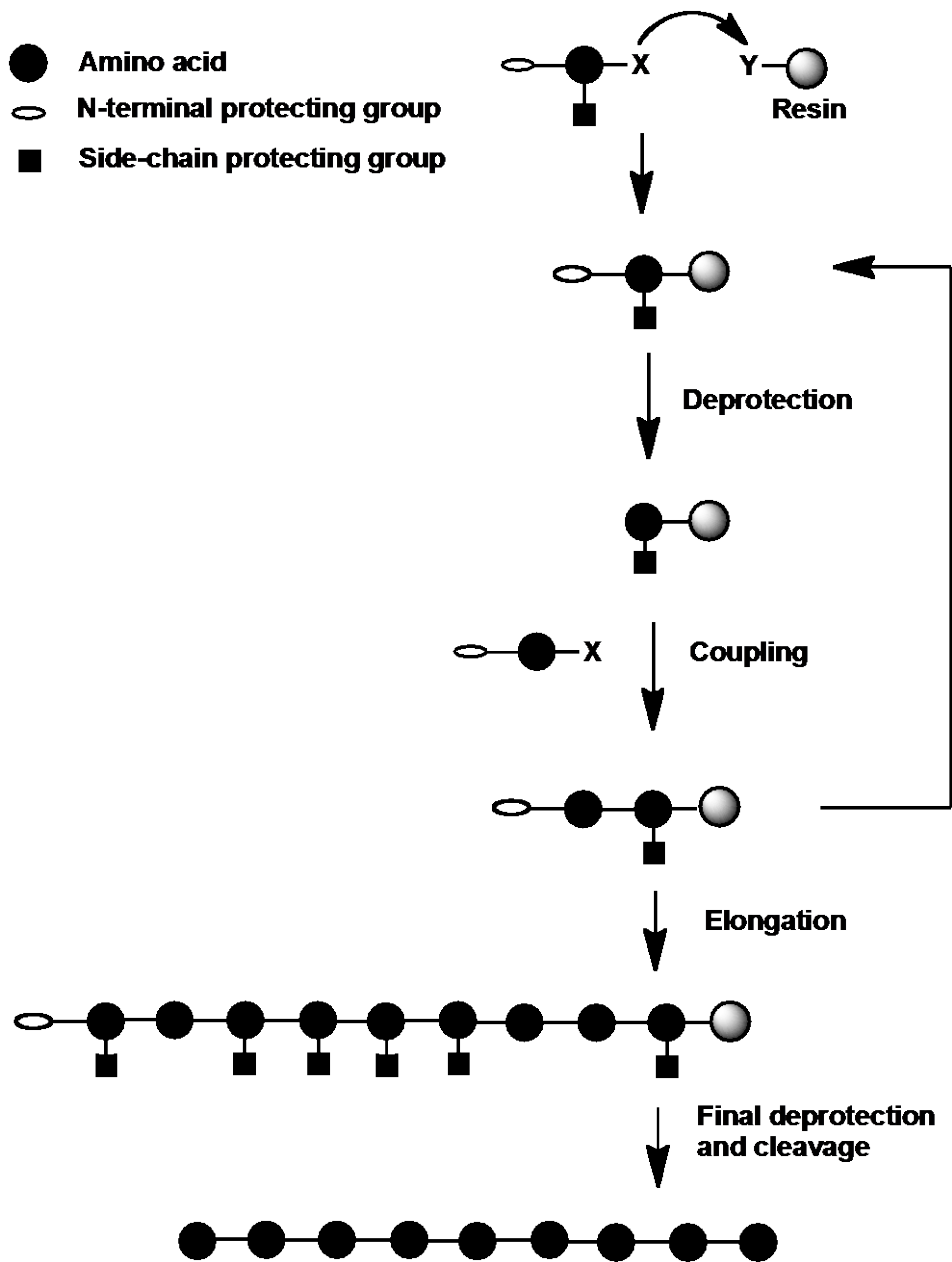 Amino acid
N-terminal protecting group
Side-chain protecting group
X
Y
Resin
Deprotection
X
Coupling
Elongation
Final deprotection
and cleavage